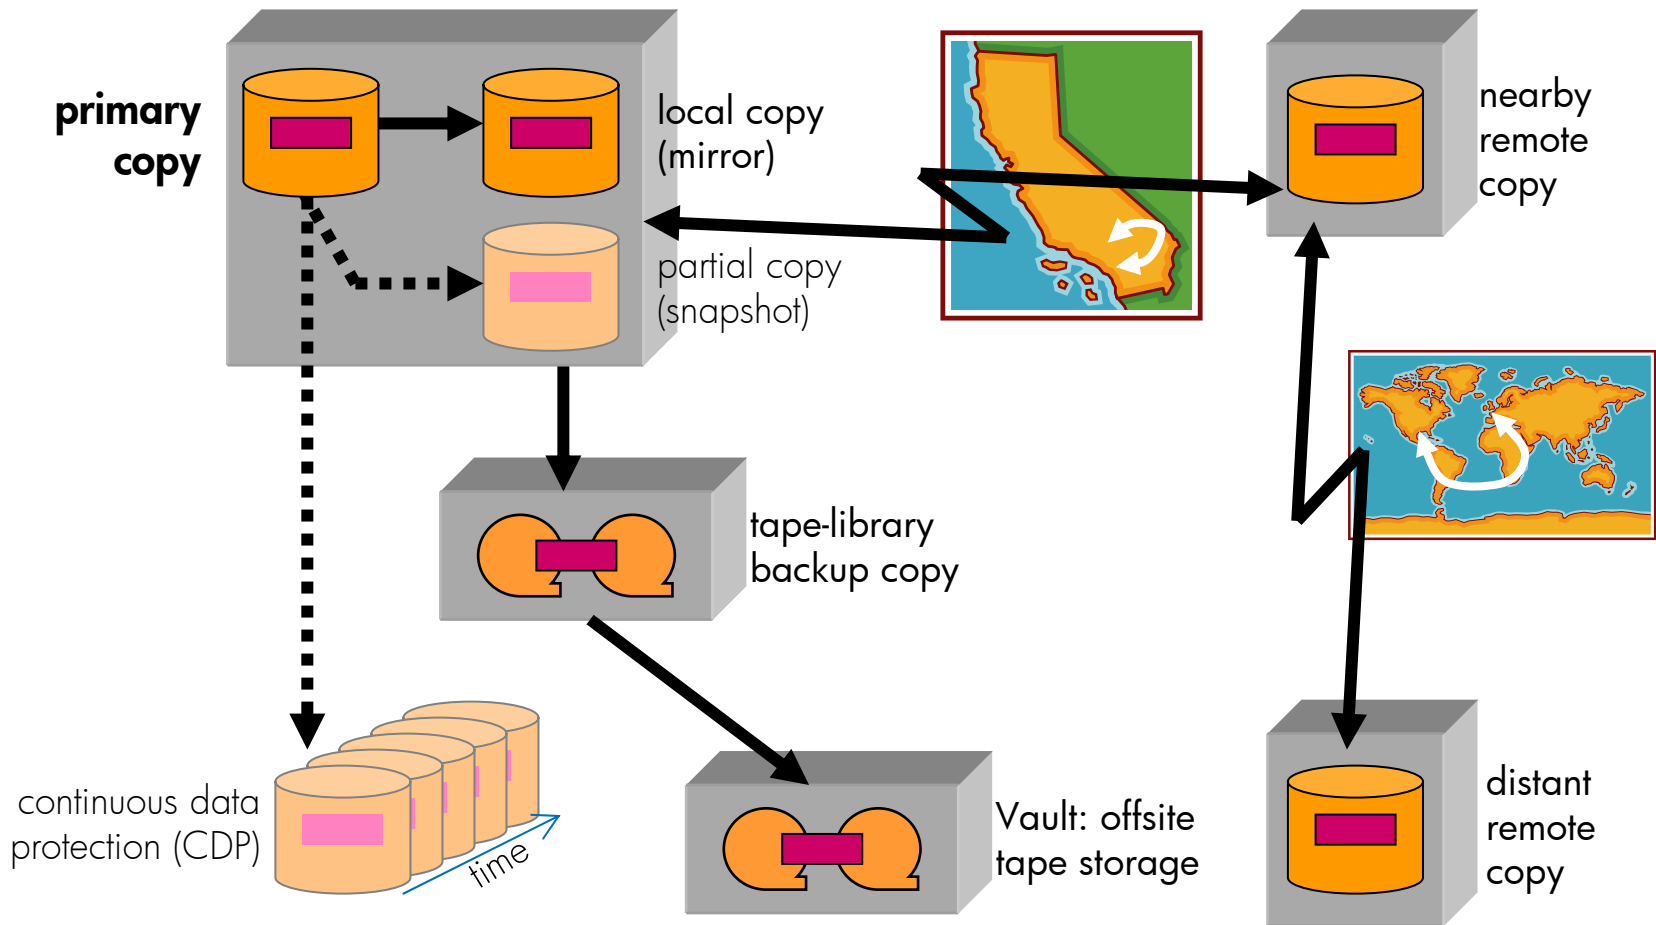 primary
copy
local copy
(mirror)
partial copy
(snapshot)
nearby
remote
copy
tape-library
backup copy
continuous data
protection (CDP)
time
Vault: offsite
tape storage
distant
remote
copy